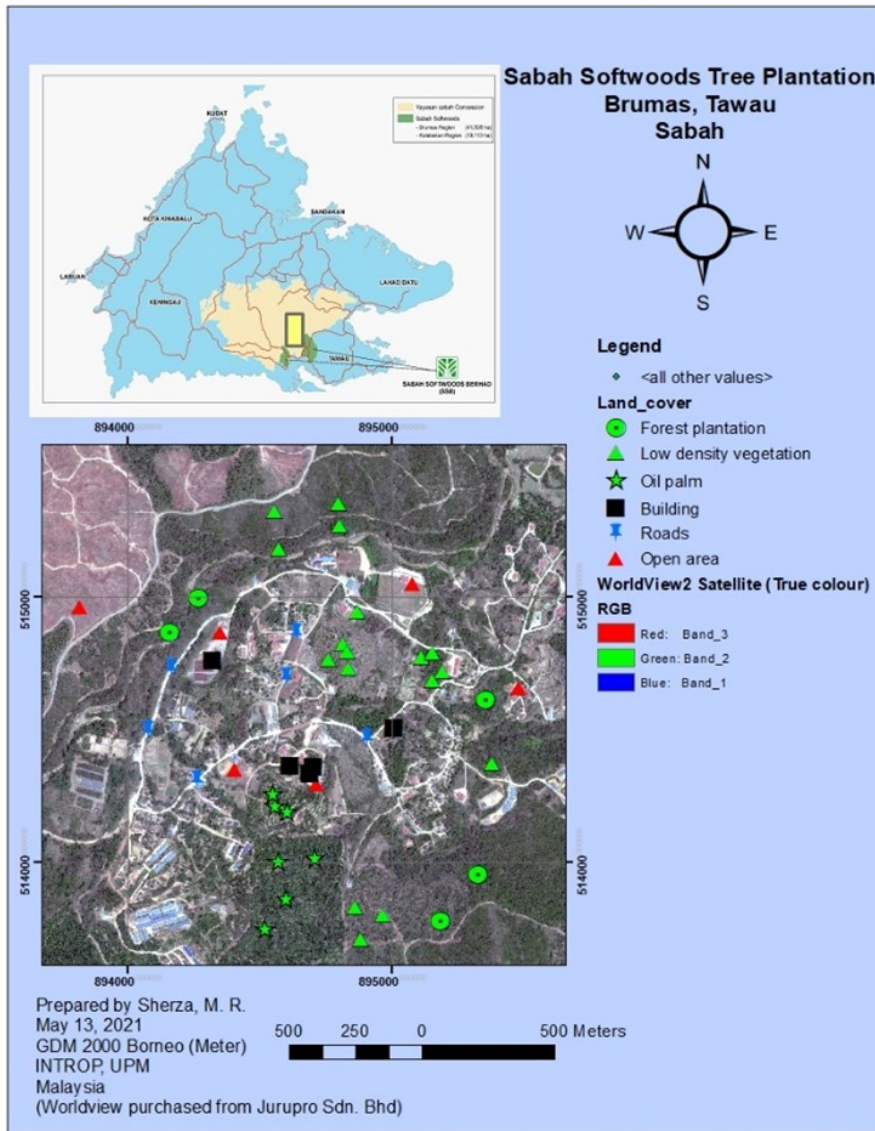 Sabah Softwoods Tree Plantation
Brumas, Tawau
Sabah
N
W
E
S
Yayasan sabah Concession
Sabah Softwoods
KUDAT
KOTA KINABALU
SANDAKAN
LABUAN
LAHAD DATU
KENINGAU
TAWAU
SABAH SOFTWOODS BERHAD
(SSB)
Legend
<all other values>
Land_cover
Forest plantation
Low density vegetation
Oil palm
Building
Roads
Open area
WorldView2 Satellite (True colour)
RGB
Red: Band_3
Green: Band_2
Blue: Band_1
894000
895000
515000
515000
514000
514000
894000
895000
Prepared by Sherza, M. R.
May 13, 2021
GDM 2000 Borneo (Meter)
INTROP, UPM
Malaysia
(Worldview purchased from Jurupro Sdn. Bhd)
500 250 0 500 Meters